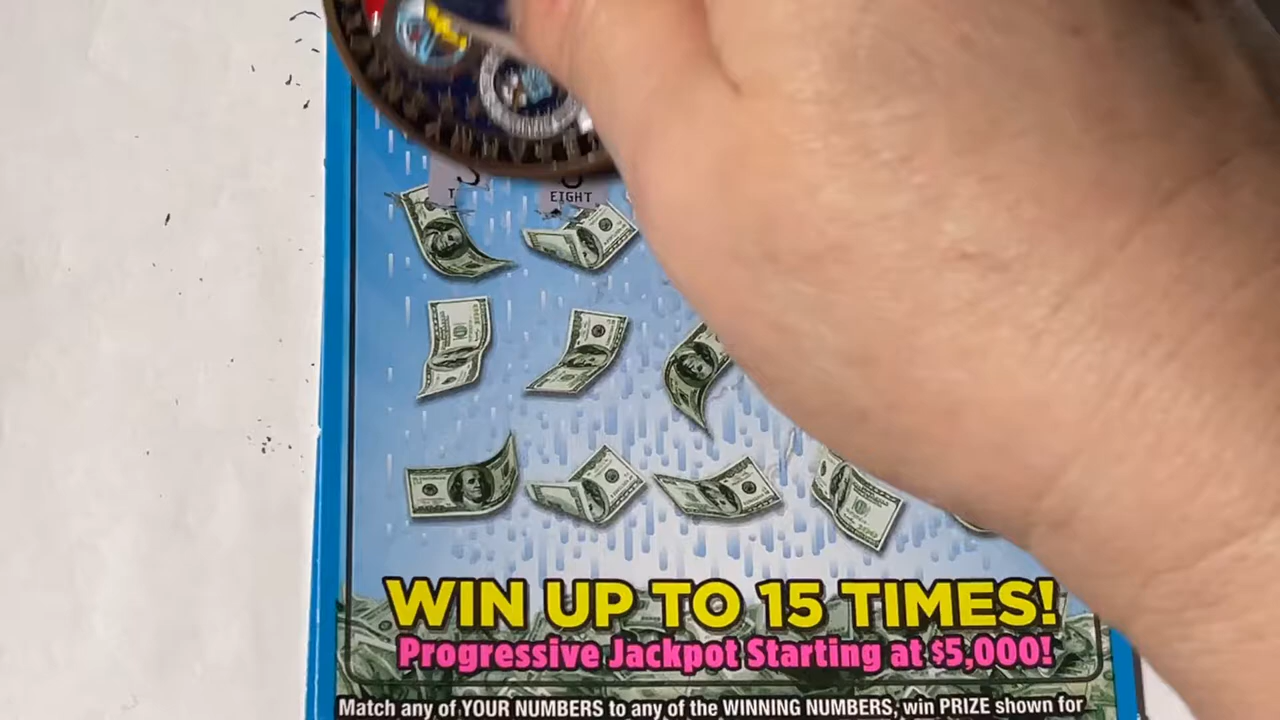 EIGHT
WIN UP TO 15 TIMES!
Progressive Jackpot Starting at $5,000!
Match any of YOUR NUMBERS to any of the WINNING NUMBERS, win PRIZE shown for